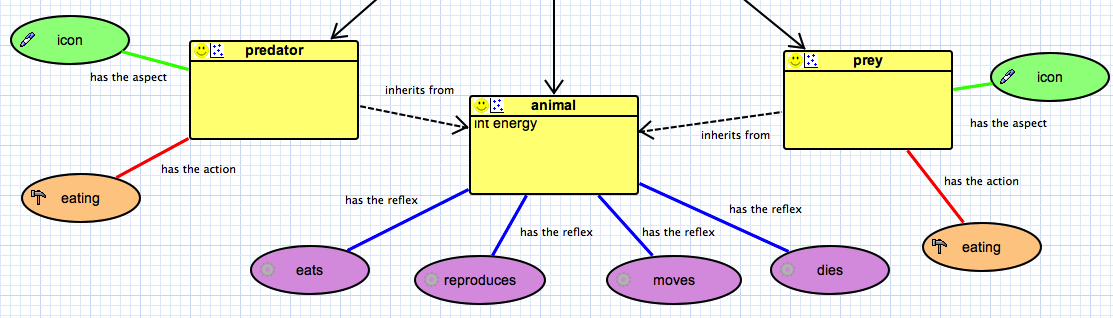 icon
predator
has the aspect
inherits from
prey
icon
animal
int energy
has the aspect
inherits from
has the action
eating
has the action
has the reflex
has the reflex
has the reflex
has the reflex
eating
eats
reproduces
moves
dies